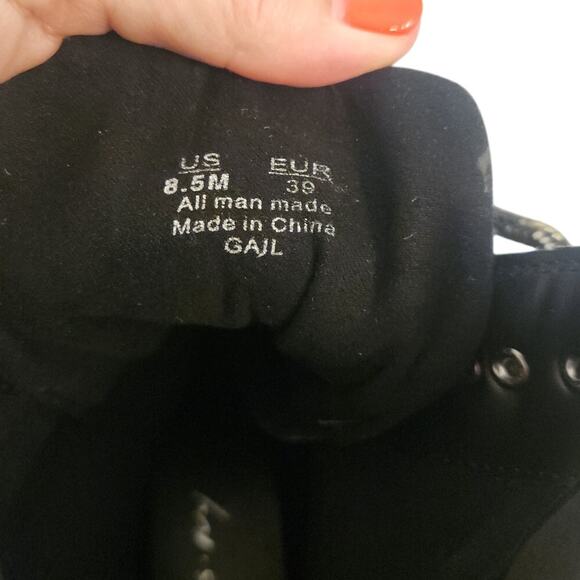 US EUR
8.5M 39
All man made
Made in China
GAJL